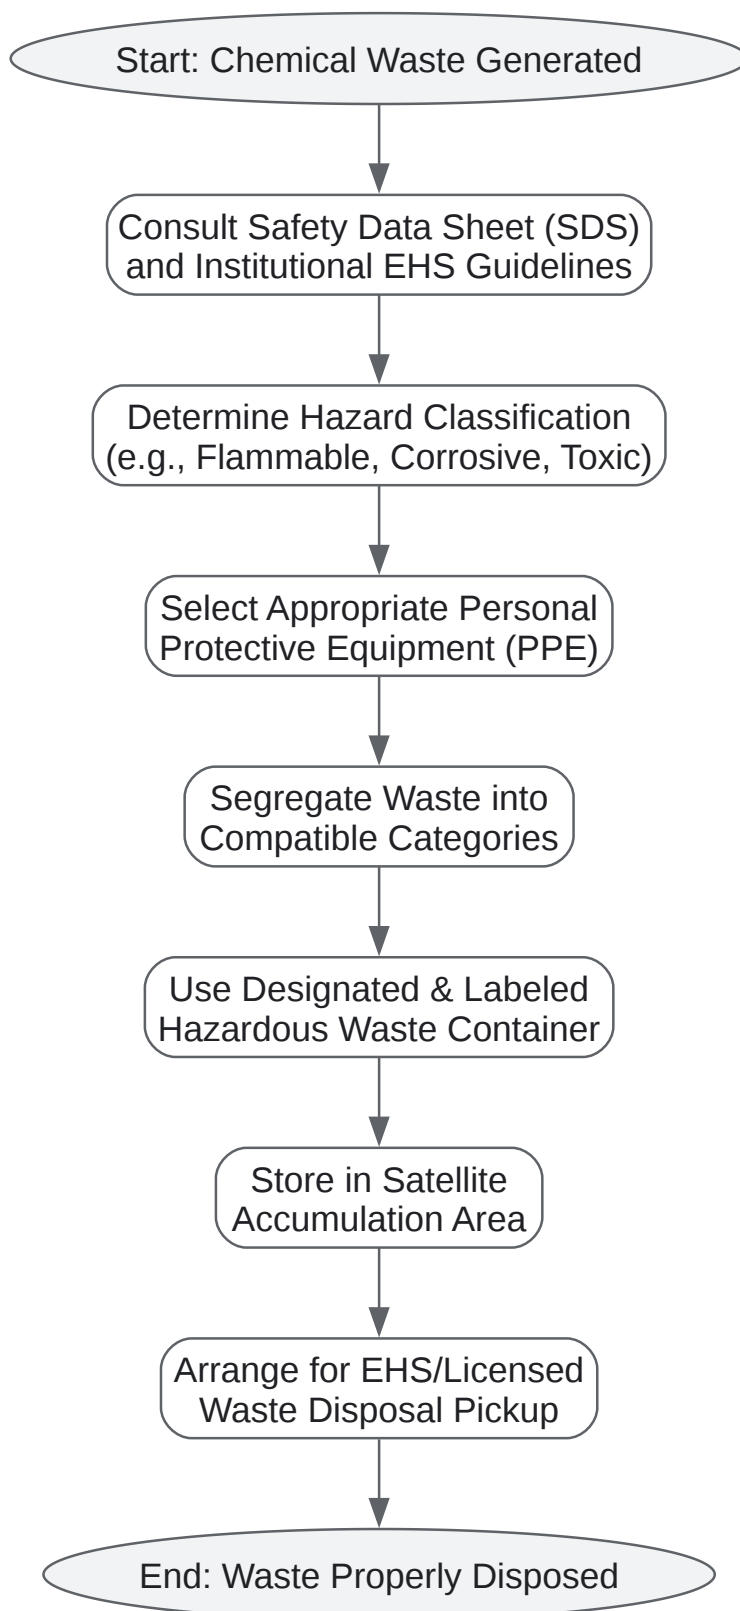 Start: Chemical Waste Generated
Consult Safety Data Sheet (SDS)
and Institutional EHS Guidelines
Determine Hazard Classification
(e.g., Flammable, Corrosive, Toxic)
Select Appropriate Personal
Protective Equipment (PPE)
Segregate Waste into
Compatible Categories
Use Designated & Labeled
Hazardous Waste Container
Store in Satellite
Accumulation Area
Arrange for EHS/Licensed
Waste Disposal Pickup
End: Waste Properly Disposed